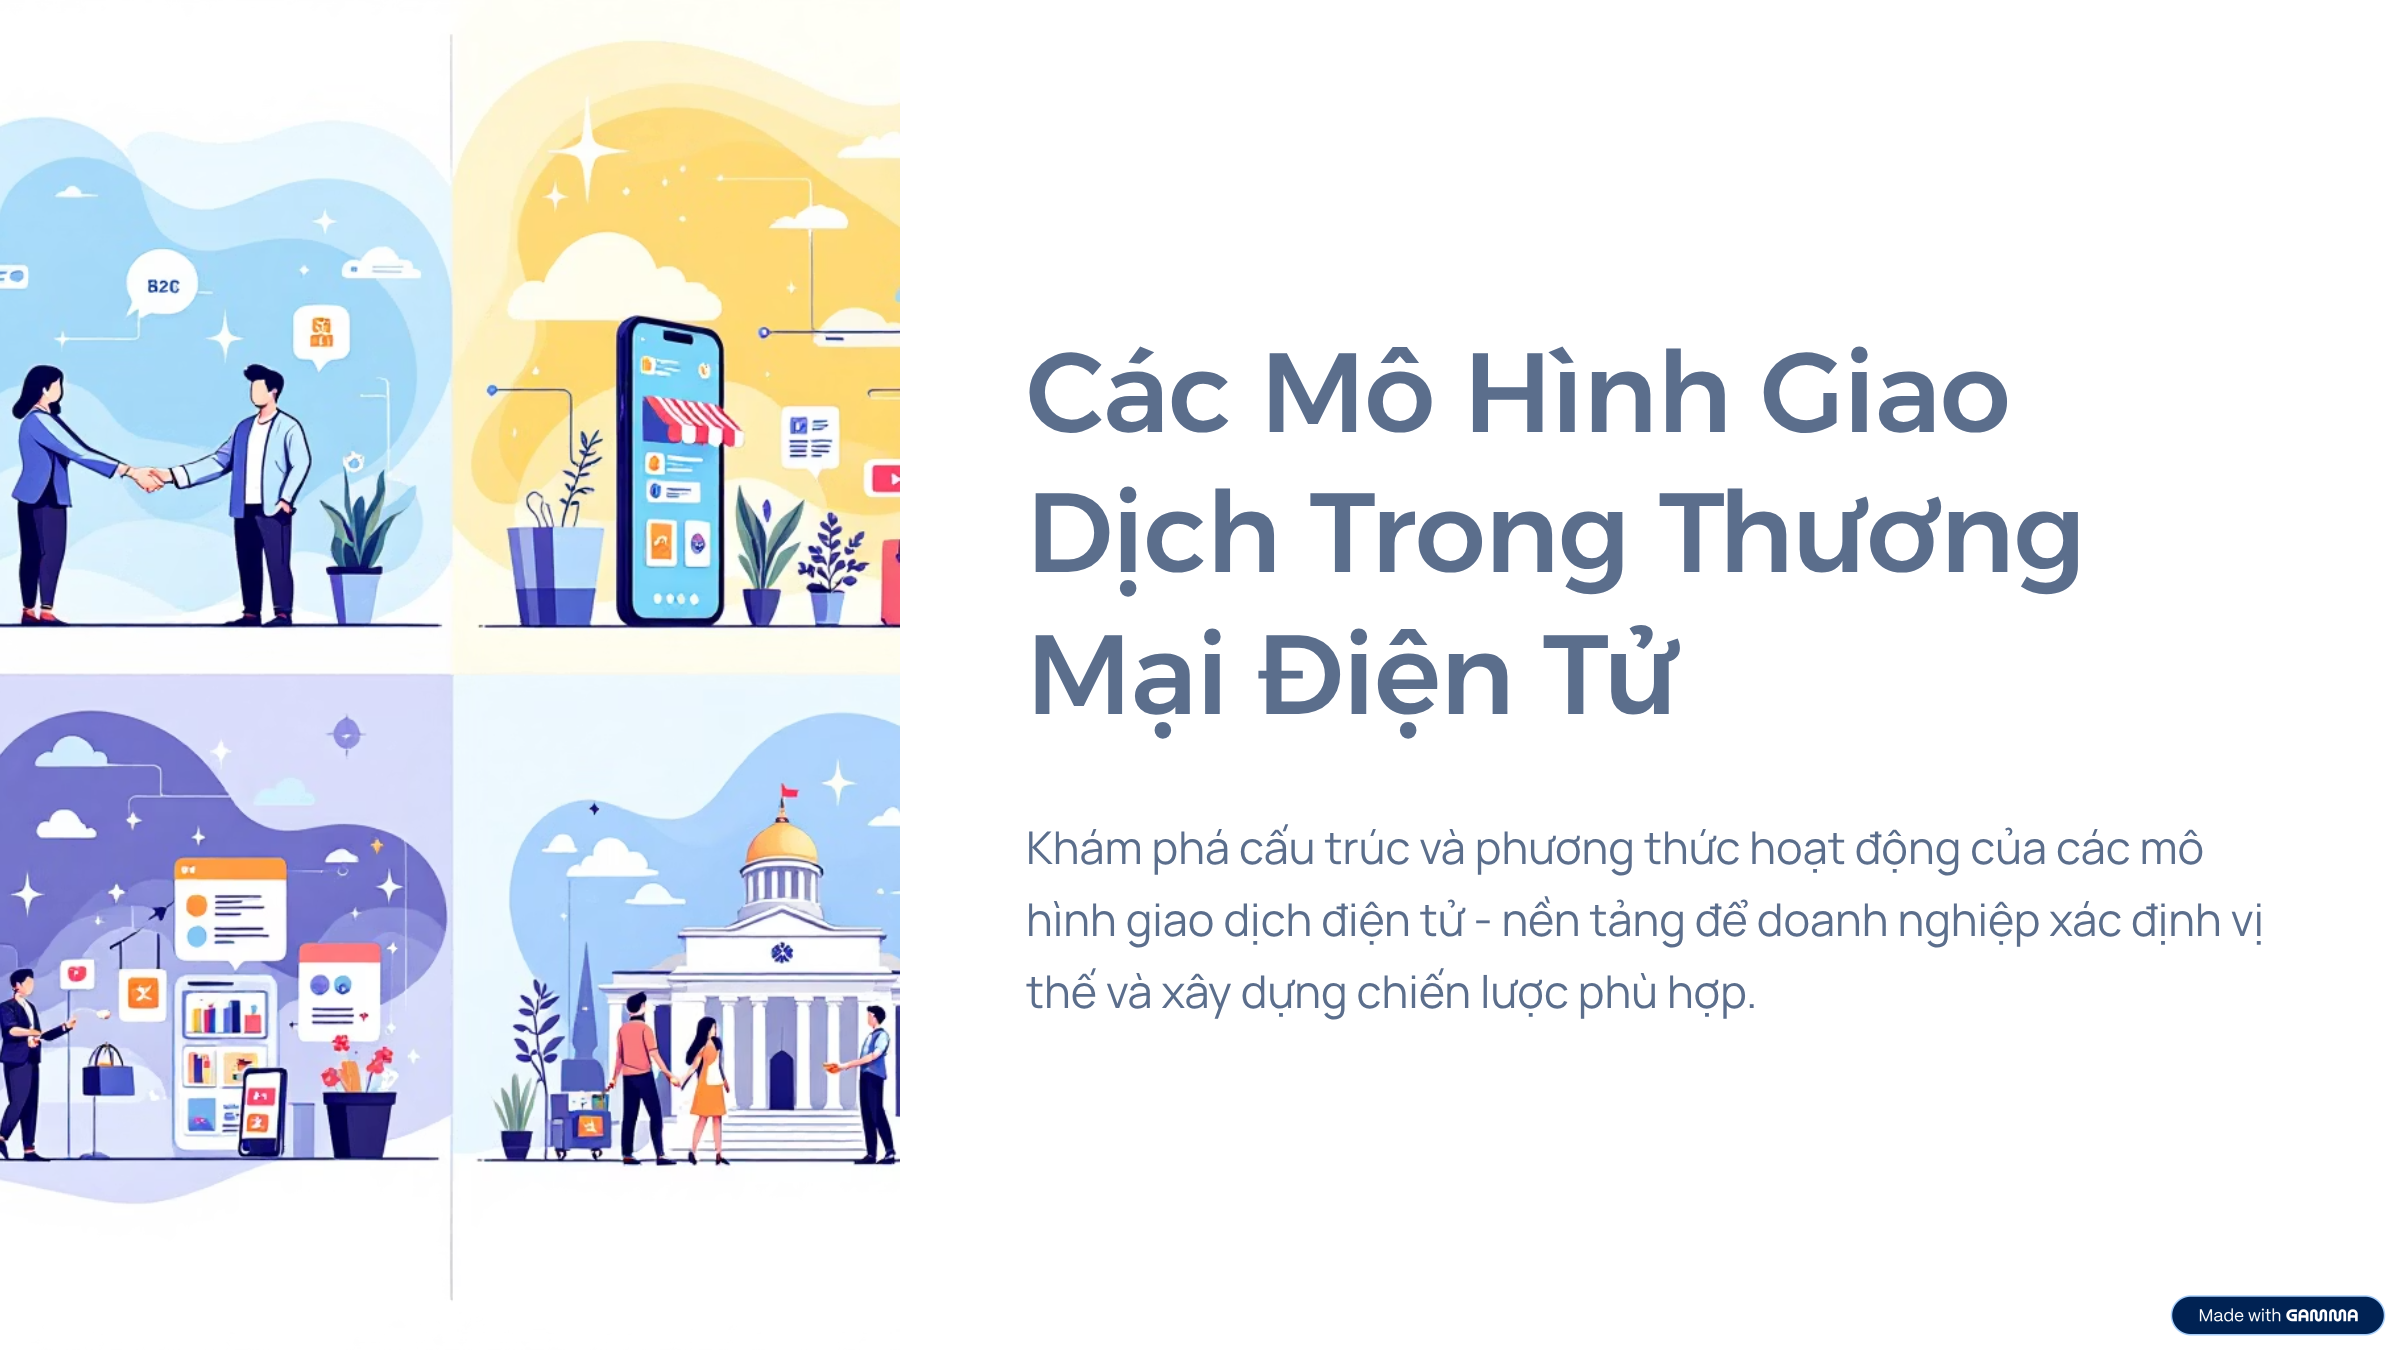 B2C
Các Mô Hình Giao
Dịch Trong Thương
Mại Điện Tử
Khám phá cấu trúc và phương thức hoạt động của các mô
hình giao dịch điện tử - nền tảng để doanh nghiệp xác định vị
thế và xây dựng chiến lược phù hợp.
Made with GAMMA